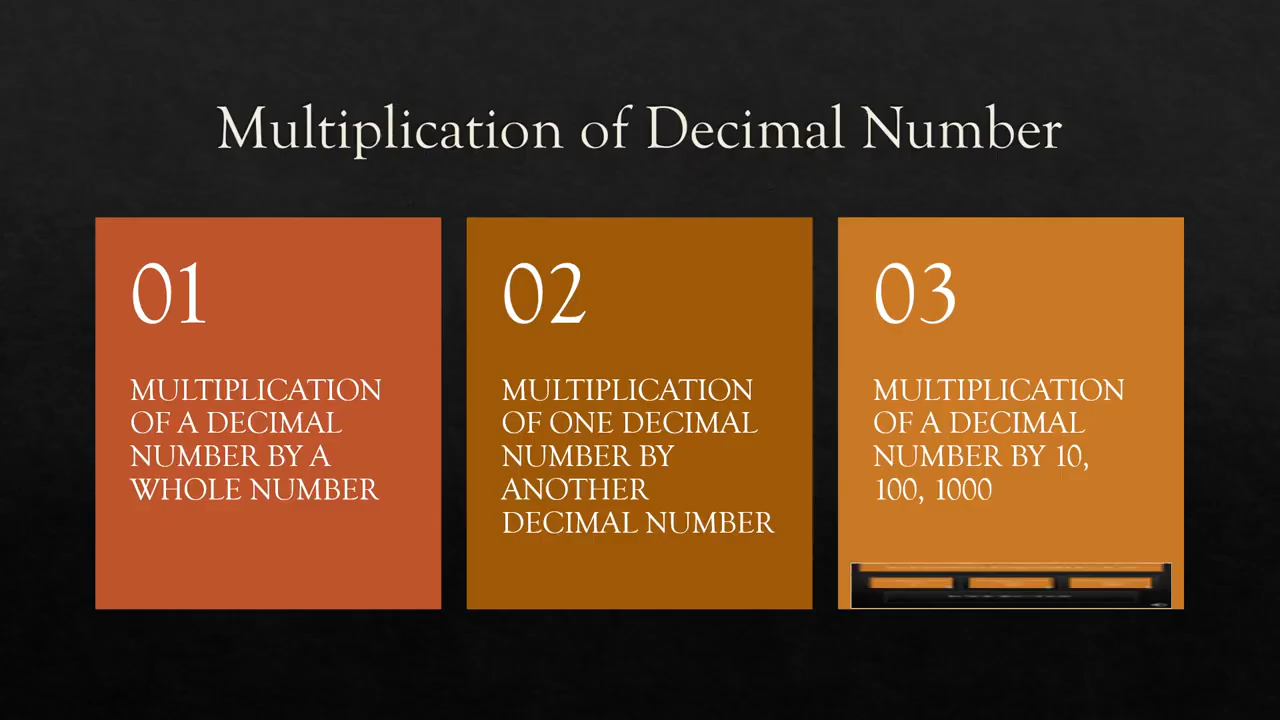 Multiplication of Decimal Number
01
MULTIPLICATION
OF A DECIMAL
NUMBER BY A
WHOLE NUMBER
02
MULTIPLICATION
OF ONE DECIMAL
NUMBER BY
ANOTHER
DECIMAL NUMBER
03
MULTIPLICATION
OF A DECIMAL
NUMBER BY 10,
100, 1000